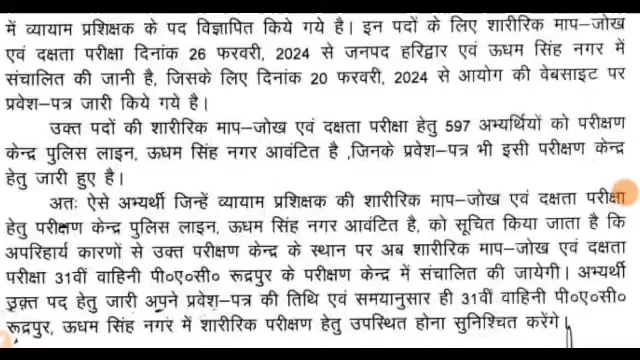 में व्यायाम प्रशिक्षक के पद विज्ञापित किये गये है। इन पदों के लिए शारीरिक माप–जोख
एवं दक्षता परीक्षा दिनांक 26 फरवरी, 2024 से जनपद हरिद्वार एवं ऊधम सिंह नगर में
संचालित की जानी है, जिसके लिए दिनांक 20 फरवरी, 2024 से आयोग की वेबसाइट पर
प्रवेश–पत्र जारी किये गये है।
उक्त पदों की शारीरिक माप–जोख एवं दक्षता परीक्षा हेतु 597 अभ्यर्थियों को परीक्षण
केन्द्र पुलिस लाइन, ऊधम सिंह नगर आवंटित है ,जिनके प्रवेश–पत्र भी इसी परीक्षण केन्द्र
हेतु जारी हुए है।
अतः ऐसे अभ्यर्थी जिन्हें व्यायाम प्रशिक्षक की शारीरिक माप–जोख एवं दक्षता परीक्षा
हेतु परीक्षण केन्द्र पुलिस लाइन, ऊधम सिंह नगर आवंटित है, को सूचित किया जाता है कि
अपरिहार्य कारणों से उक्त परीक्षण केन्द्र के स्थान पर अब शारीरिक माप–जोख एवं दक्षता
परीक्षा 31वीं वाहिनी पी०ए०सी० रूद्रपुर के परीक्षण केन्द्र में संचालित की जायेगी। अभ्यर्थी
उक़्त पद हेतु जारी अपने प्रवेश–पत्र की तिथि एवं समयानुसार ही 31वीं वाहिनी पी०ए०सी०
रूद्रपुर, ऊधम सिंह नगर में शारीरिक परीक्षण हेतु उपस्थित होना सुनिश्चित करेंगे।